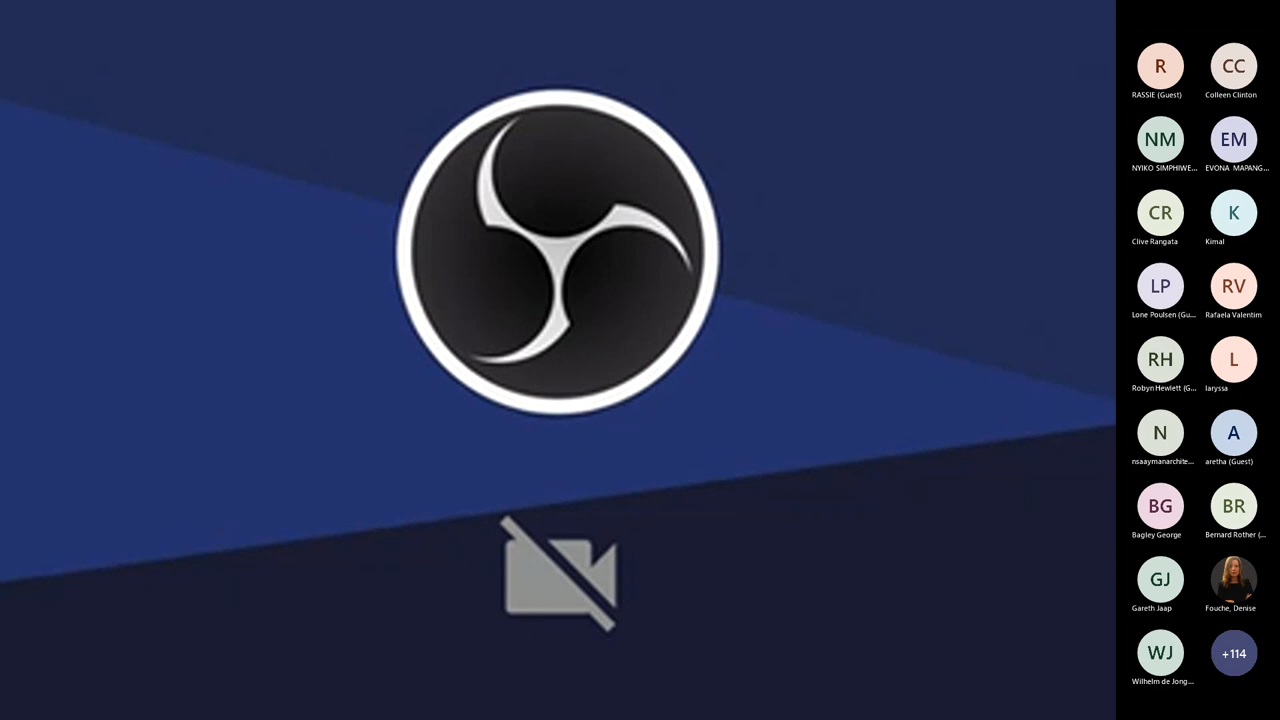 R
CC
RASSIE (Guest)
Colleen Clinton
NM
EM
NYIKO SIMPHIWE...
EVONA MAPANG...
CR
K
Clive Rangata
Kimal
LP
RV
Lone Poulsen (Gu...
Rafaela Valentim
RH
L
Robyn Hewlett (G...
laryssa
N
A
nsaaymanarchite...
aretha (Guest)
BG
BR
Bagley George
Bernard Rother (...
GJ
Gareth Jaap
Fouche, Denise
WJ
+114
Wilhelm de Jong...